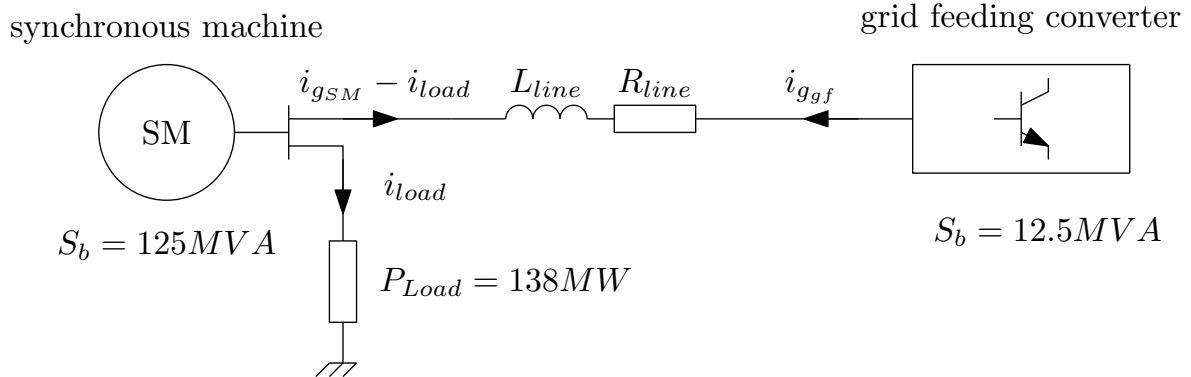 synchronous machine
grid feeding converter
i_{g_{SM}} − i_{load}
L_{line}
R_{line}
i_{g_{gf}}
SM
i_{load}
S_b = 125MVA
S_b = 12.5MVA
P_{Load} = 138MW